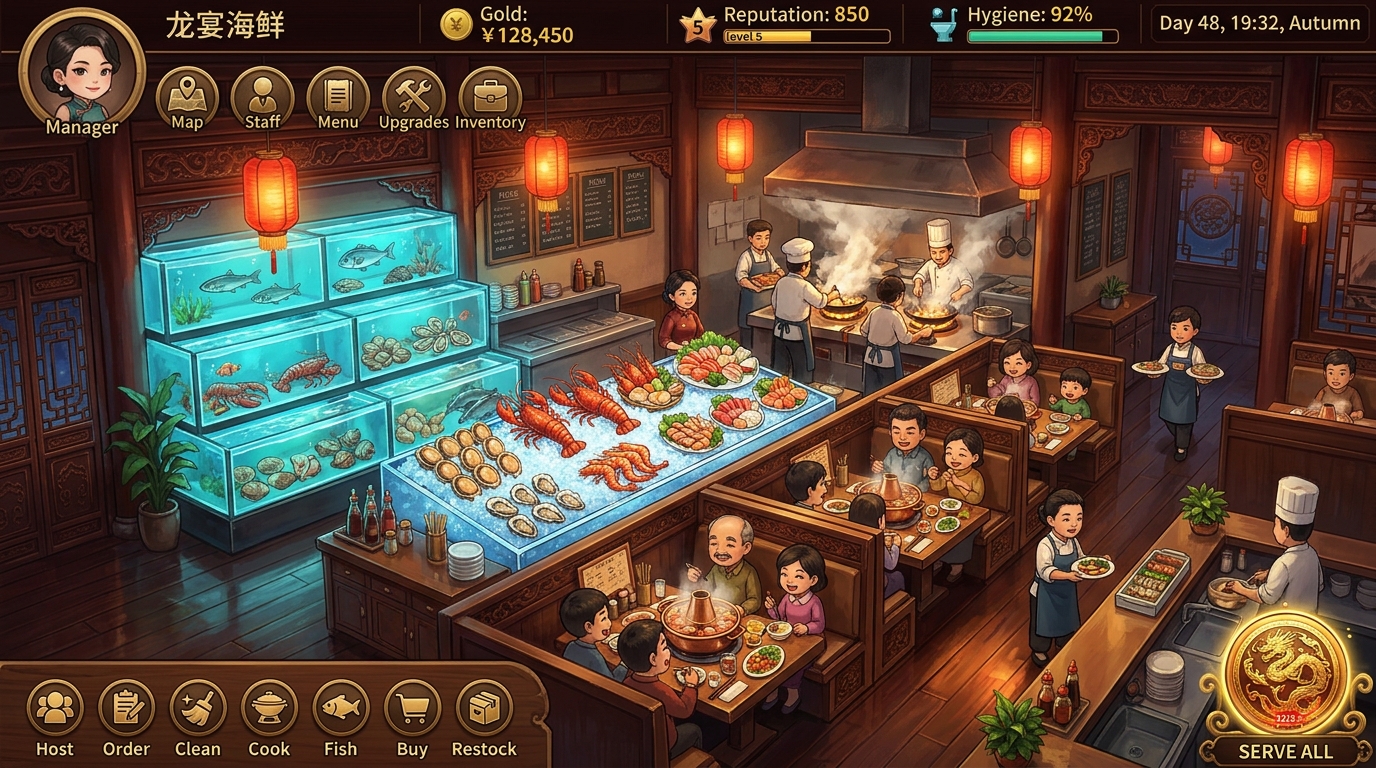 龙宴海鲜
Gold:
¥128,450
5
Reputation: 850
level 5
Hygiene: 92%
Day 48, 19:32, Autumn
Manager
Map
Staff
Menu
Upgrades
Inventory
Host
Order
Clean
Cook
Fish
Buy
Restock
SERVE ALL